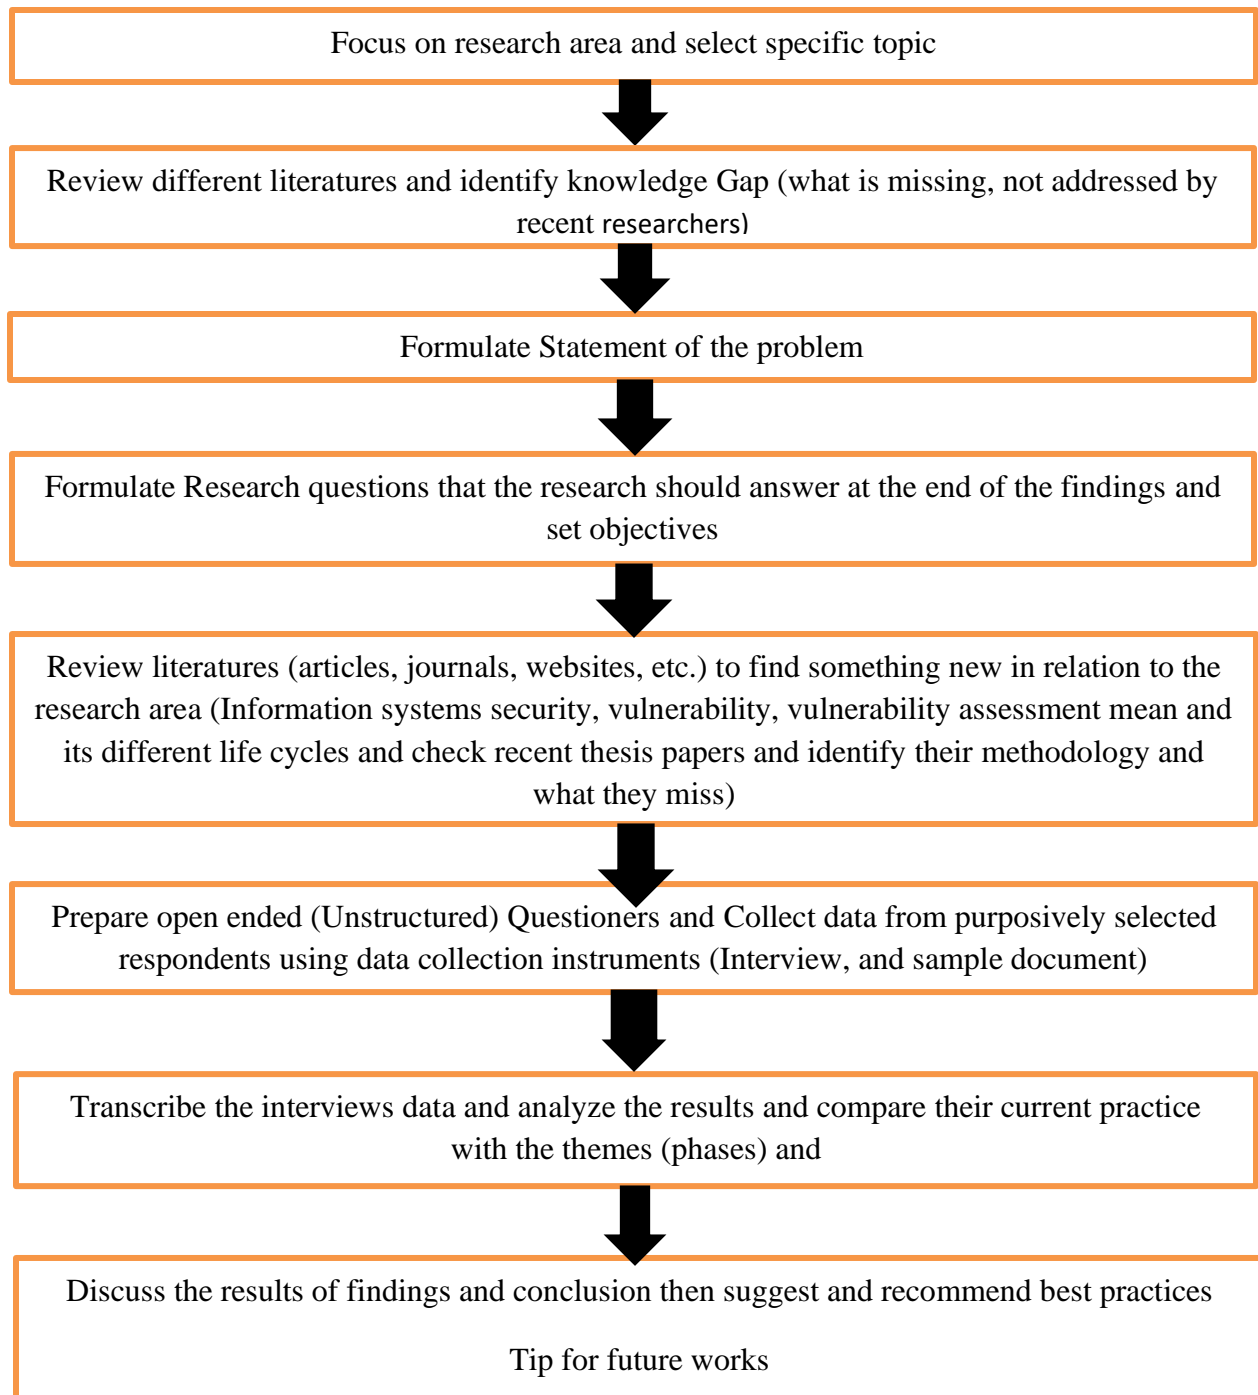 Focus on research area and select specific topic
Review different literatures and identify knowledge Gap (what is missing, not addressed by
recent researchers)
Formulate Statement of the problem
Formulate Research questions that the research should answer at the end of the findings and
set objectives
Review literatures (articles, journals, websites, etc.) to find something new in relation to the
research area (Information systems security, vulnerability, vulnerability assessment mean and
its different life cycles and check recent thesis papers and identify their methodology and
what they miss)
Prepare open ended (Unstructured) Questioners and Collect data from purposively selected
respondents using data collection instruments (Interview, and sample document)
Transcribe the interviews data and analyze the results and compare their current practice
with the themes (phases) and
Discuss the results of findings and conclusion then suggest and recommend best practices
Tip for future works